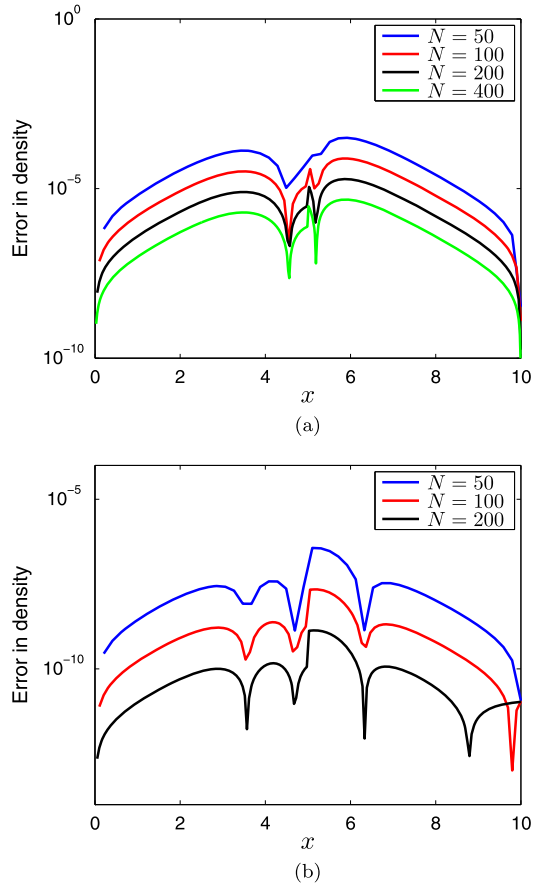 10^0
10^-5
10^-10
Error in density
0 2 4 6 8 10
x
N = 50
N = 100
N = 200
N = 400
(a)
10^-5
10^-10
Error in density
0 2 4 6 8 10
x
N = 50
N = 100
N = 200
(b)